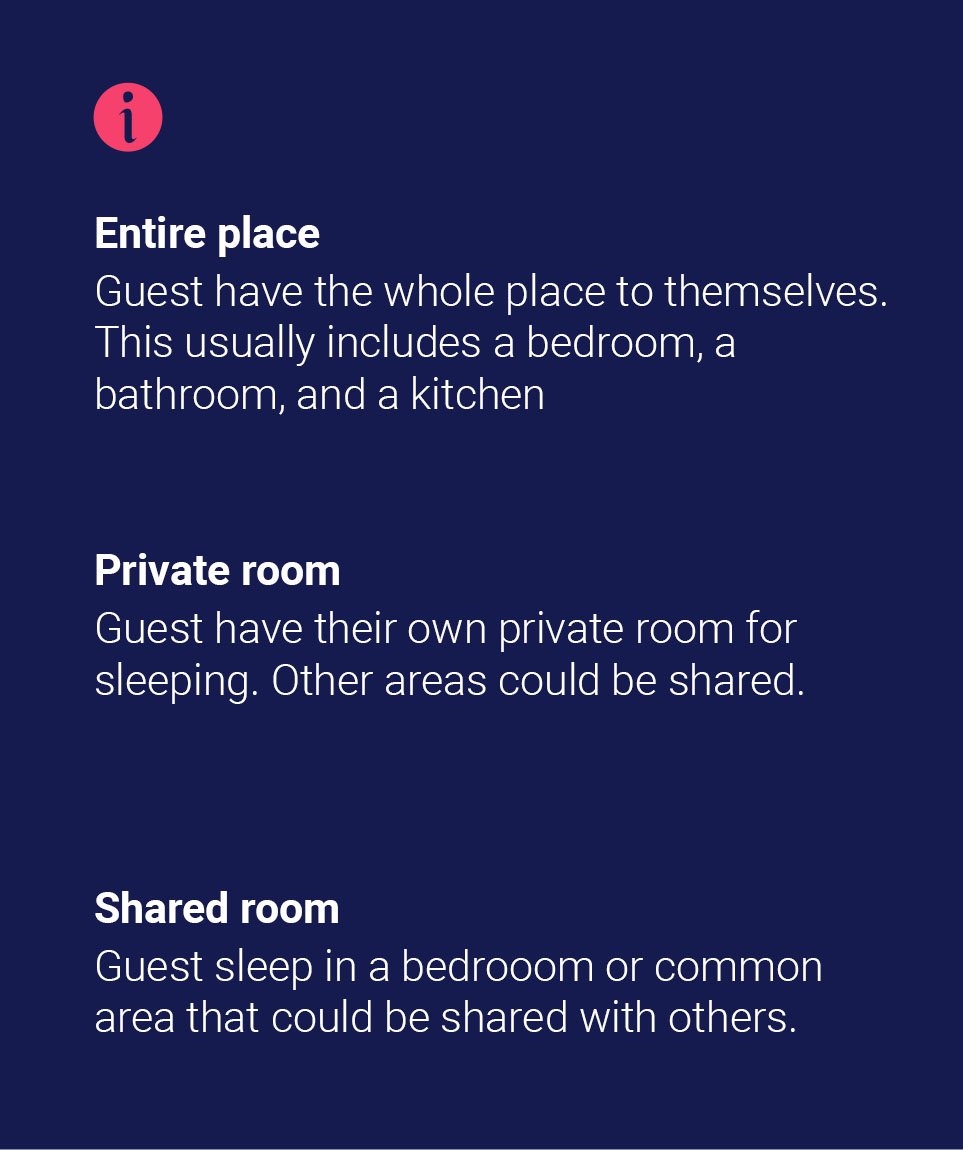 i
Entire place
Guest have the whole place to themselves.
This usually includes a bedroom, a
bathroom, and a kitchen
Private room
Guest have their own private room for
sleeping. Other areas could be shared.
Shared room
Guest sleep in a bedrooom or common
area that could be shared with others.